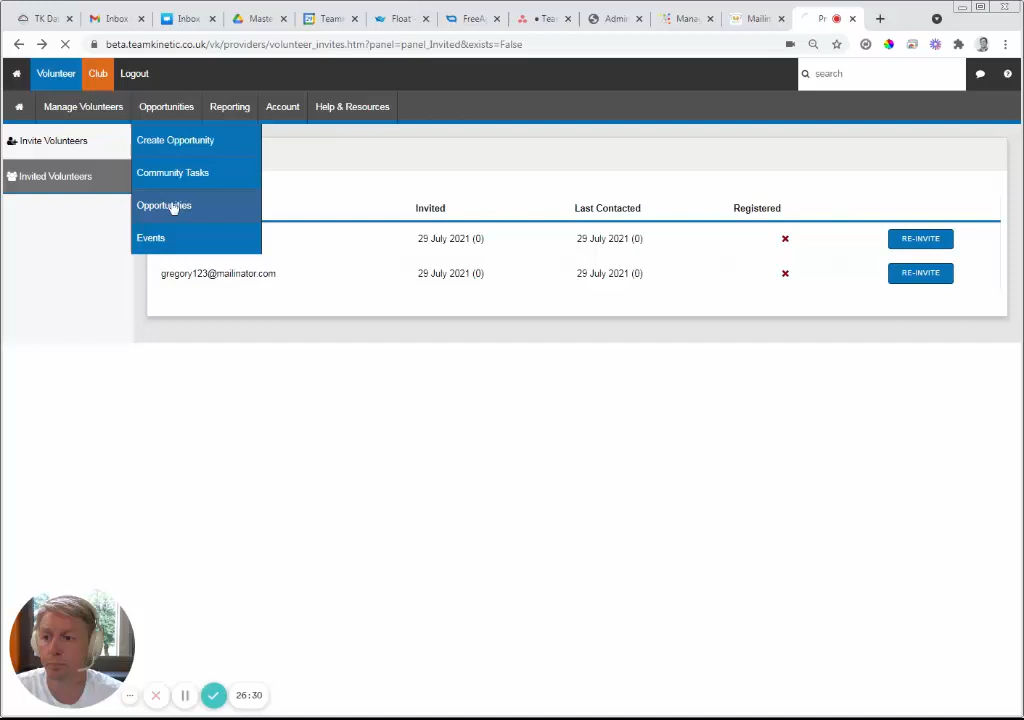 TK Da
Inbox
Inbox
Maste
Team
Float -
FreeA
• Tea
Admi
Mana
Mailin
Pr
beta.teamkinetic.co.uk/vk/providers/volunteer_invites.htm?panel=panel_Invited&exists=False
Volunteer
Club
Logout
search
Manage Volunteers
Opportunities
Reporting
Account
Help & Resources
Invite Volunteers
Invited Volunteers
Create Opportunity
Community Tasks
Opportunities
Events
Invited
Last Contacted
Registered
29 July 2021 (0)
29 July 2021 (0)
RE-INVITE
gregory123@mailinator.com
29 July 2021 (0)
29 July 2021 (0)
RE-INVITE
26:30